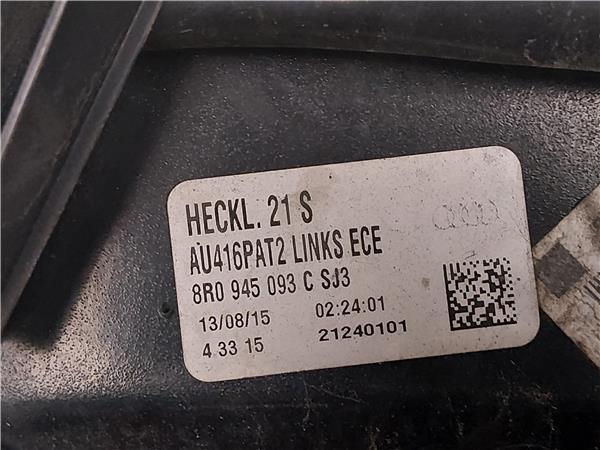 HECKL. 21 S
AU416PAT2 LINKS ECE
8R0 945 093 C SJ3
13/08/15 02:24:01
4 33 15 21240101